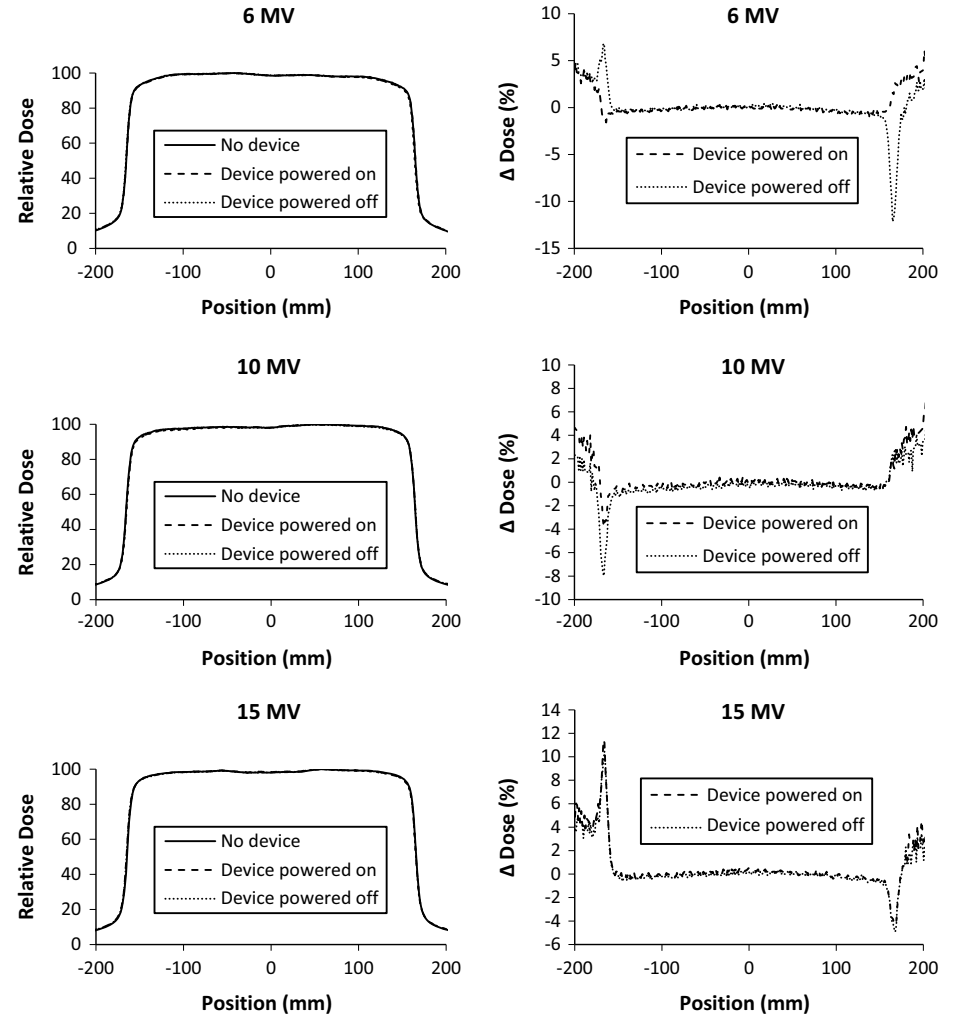 6 MV
Relative Dose
120
100
80
60
40
20
0
No device
Device powered on
Device powered off
-200 -100 0 100 200
Position (mm)
6 MV
Δ Dose (%)
10
5
0
-5
-10
-15
Device powered on
Device powered off
-200 -100 0 100 200
Position (mm)
10 MV
Relative Dose
120
100
80
60
40
20
0
No device
Device powered on
Device powered off
-200 -100 0 100 200
Position (mm)
10 MV
Δ Dose (%)
10
8
6
4
2
0
-2
-4
-6
-8
-10
Device powered on
Device powered off
-200 -100 0 100 200
Position (mm)
15 MV
Relative Dose
120
100
80
60
40
20
0
No device
Device powered on
Device powered off
-200 -100 0 100 200
Position (mm)
15 MV
Δ Dose (%)
14
12
10
8
6
4
2
0
-2
-4
-6
Device powered on
Device powered off
-200 -100 0 100 200
Position (mm)